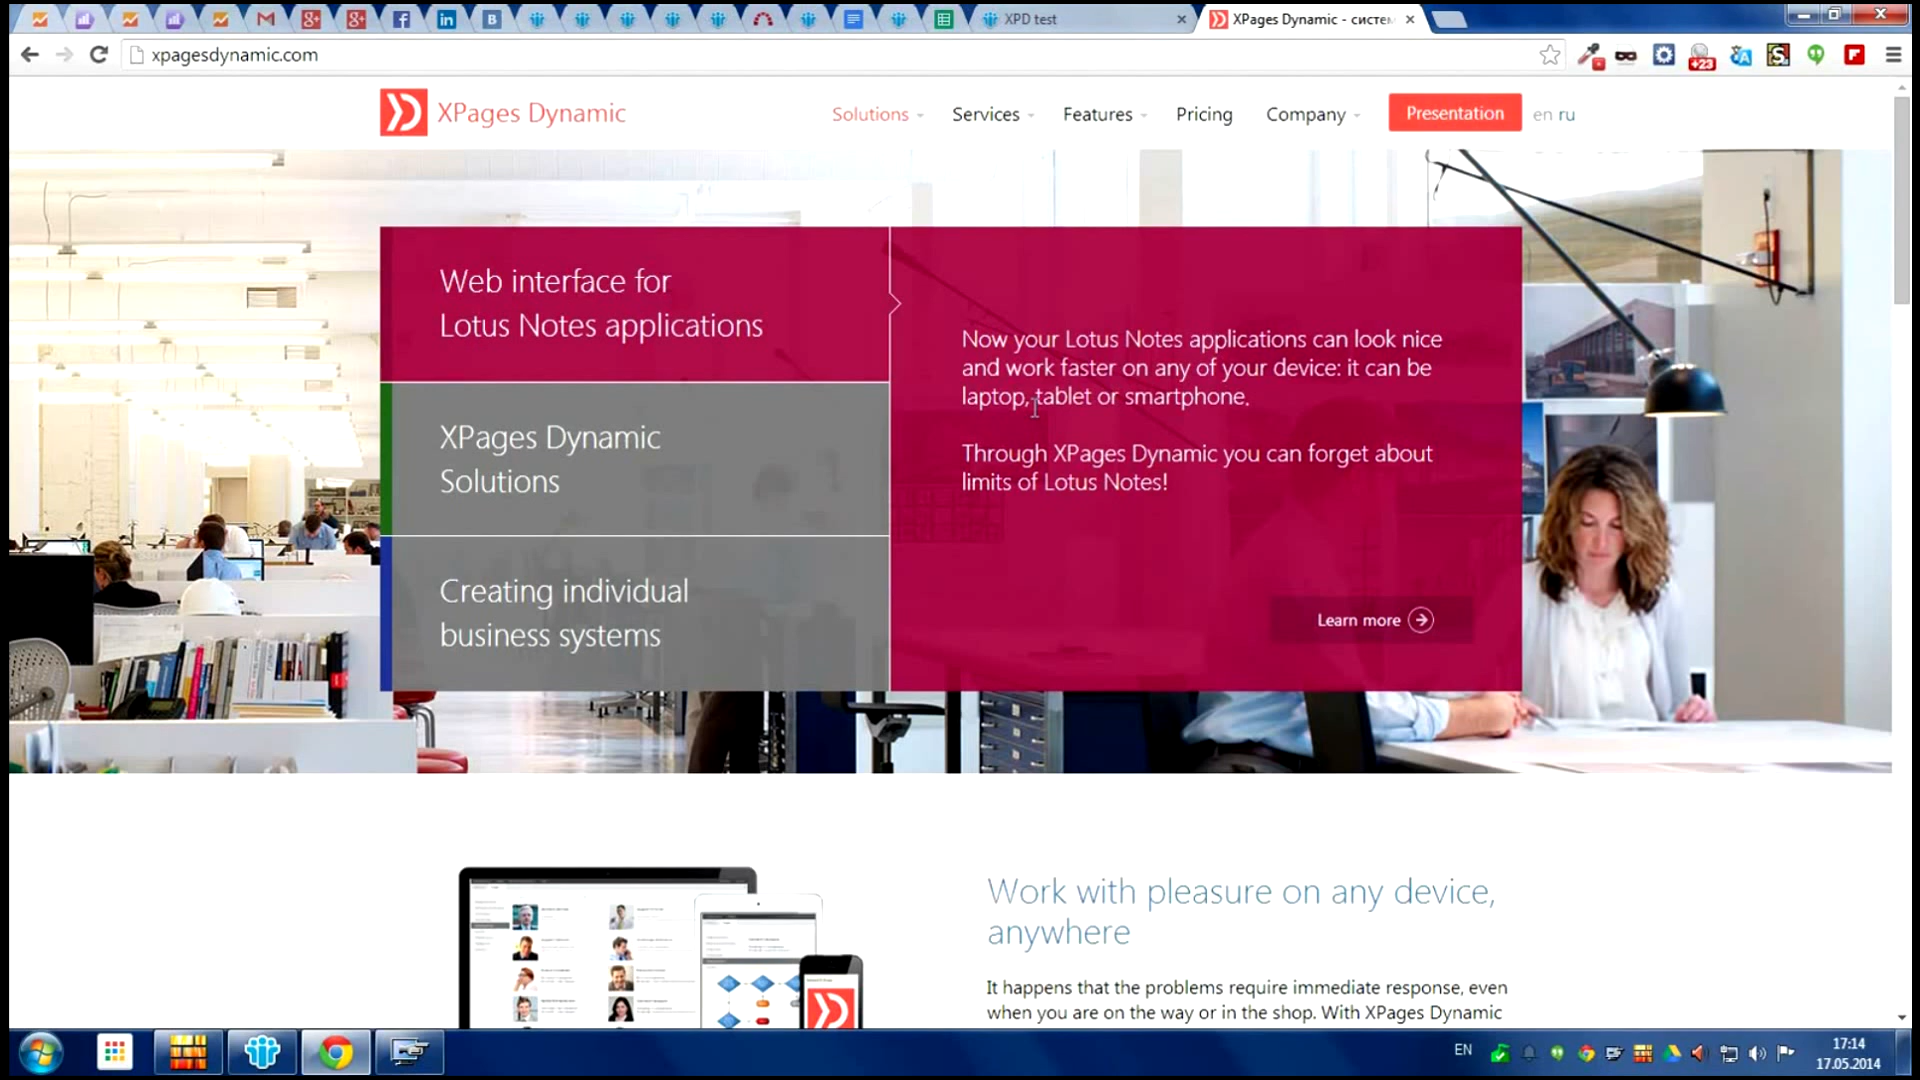 XPD test
XPages Dynamic - систем
xpagesdynamic.com
+23
XPages Dynamic
Solutions
Services
Features
Pricing
Company
Presentation
en ru
Web interface for
Lotus Notes applications
XPages Dynamic
Solutions
Creating individual
business systems
Now your Lotus Notes applications can look nice
and work faster on any of your device: it can be
laptop, tablet or smartphone.
Through XPages Dynamic you can forget about
limits of Lotus Notes!
Learn more
Work with pleasure on any device,
anywhere
It happens that the problems require immediate response, even
when you are on the way or in the shop. With XPages Dynamic
EN
17:14
17.05.2014